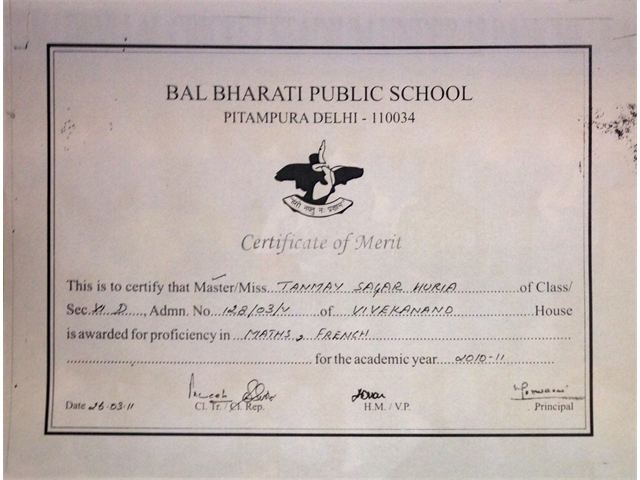 BAL BHARATI PUBLIC SCHOOL
PITAMPURA DELHI - 110034
Certificate of Merit
This is to certify that Master/Miss. TANMAY SAGAR HURIA of Class/
Sec. XI D, Admn. No 128/03/V of VIVEKANAND House
is awarded for proficiency in MATHS, FRENCH
for the academic year 2010-11
Date 26-03-11 Cl. Tr. / Cl. Rep. H.M. / V.P. Principal